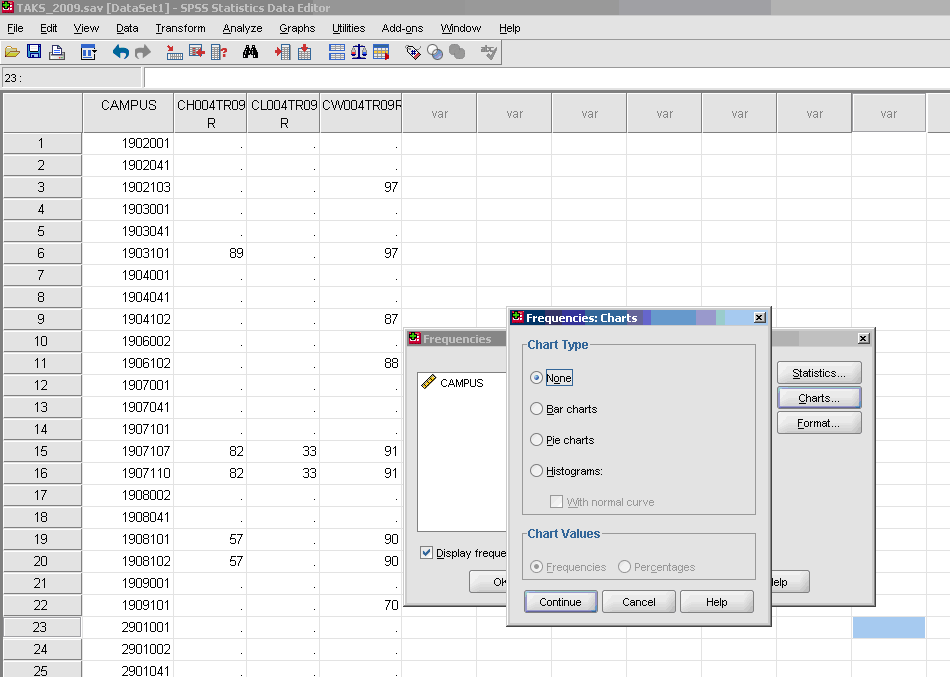 TAKS_2009.sav [DataSet1] - SPSS Statistics Data Editor
File Edit View Data Transform Analyze Graphs Utilities Add-ons Window Help
23 :
CAMPUS CH004TR09R CL004TR09R CW004TR09R var var var var var var var
1 1902001 . . .
2 1902041 . . .
3 1902103 . . 97
4 1903001 . . .
5 1903041 . . .
6 1903101 89 . 97
7 1904001 . . .
8 1904041 . . .
9 1904102 . . 87
10 1906002 . . .
11 1906102 . . 88
12 1907001 . . .
13 1907041 . . .
14 1907101 . . .
15 1907107 82 33 91
16 1907110 82 33 91
17 1908002 . . .
18 1908041 . . .
19 1908101 57 . 90
20 1908102 57 . 90
21 1909001 . . .
22 1909101 . . 70
23 2901001 . . .
24 2901002 . . .
25 2901041 . . .
Frequencies
CAMPUS
Statistics...
Charts...
Format...
Display freque
OK
elp
Frequencies: Charts
Chart Type
None
Bar charts
Pie charts
Histograms:
With normal curve
Chart Values
Frequencies Percentages
Continue Cancel Help